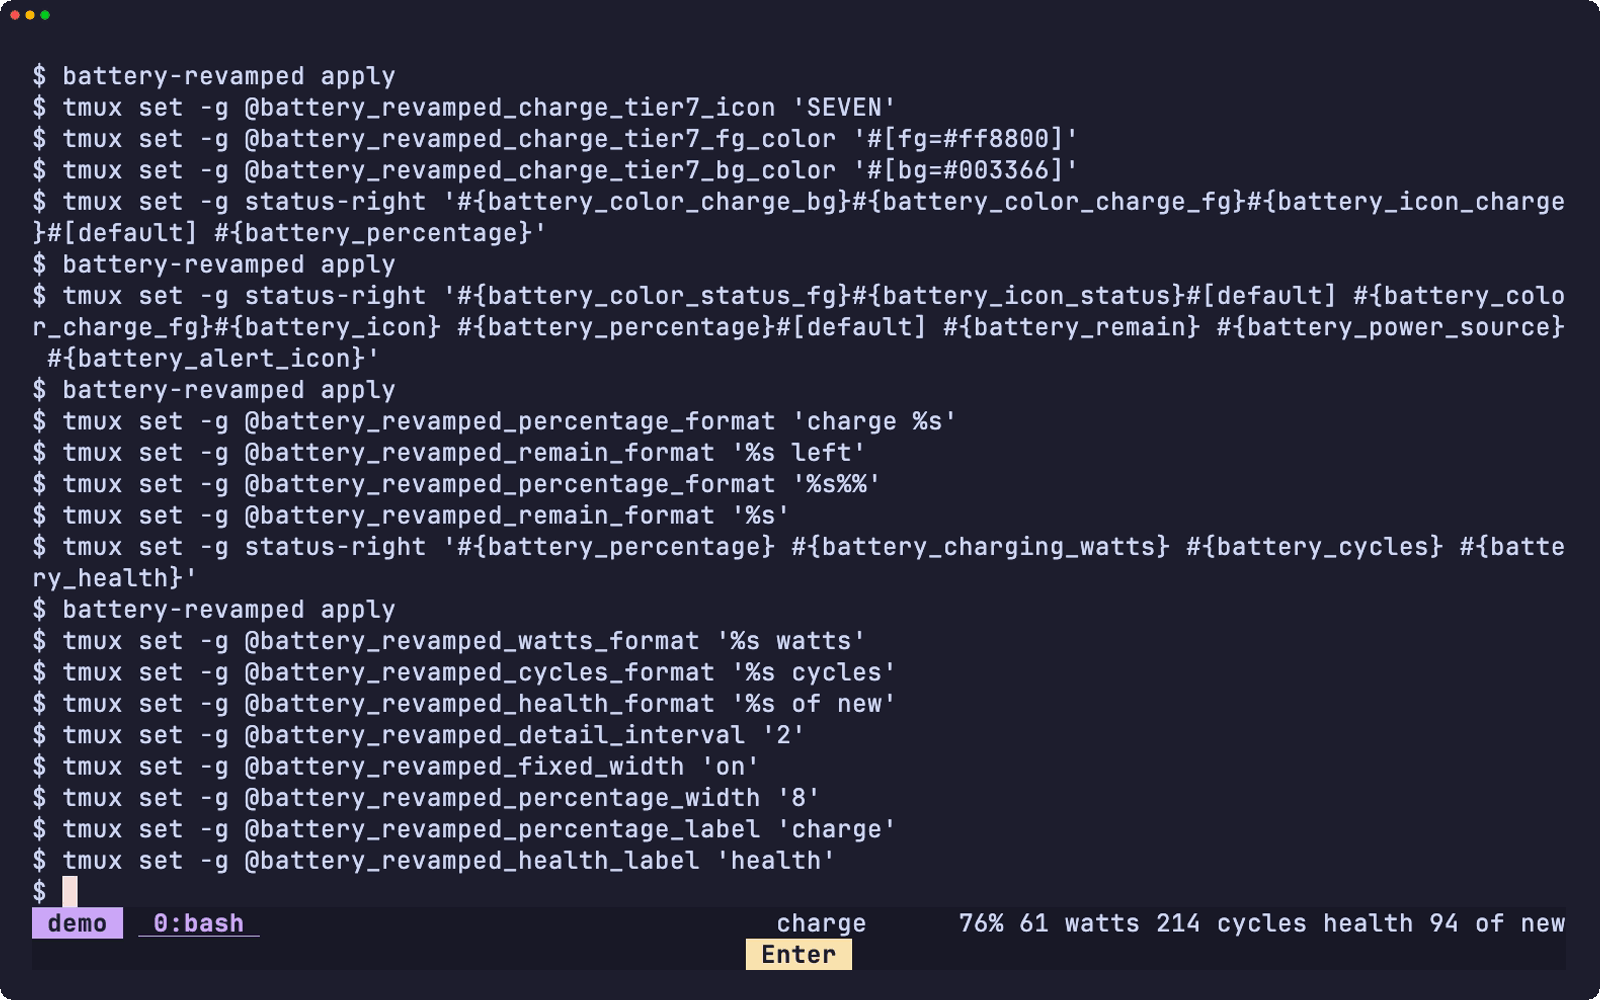 $ battery-revamped apply
$ tmux set -g @battery_revamped_charge_tier7_icon 'SEVEN'
$ tmux set -g @battery_revamped_charge_tier7_fg_color '#[fg=#ff8800]'
$ tmux set -g @battery_revamped_charge_tier7_bg_color '#[bg=#003366]'
$ tmux set -g status-right '#{battery_color_charge_bg}#{battery_color_charge_fg}#{battery_icon_charge
}#[default] #{battery_percentage}'
$ battery-revamped apply
$ tmux set -g status-right '#{battery_color_status_fg}#{battery_icon_status}#[default] #{battery_colo
r_charge_fg}#{battery_icon} #{battery_percentage}#[default] #{battery_remain} #{battery_power_source}
 #{battery_alert_icon}'
$ battery-revamped apply
$ tmux set -g @battery_revamped_percentage_format 'charge %s'
$ tmux set -g @battery_revamped_remain_format '%s left'
$ tmux set -g @battery_revamped_percentage_format '%s%%'
$ tmux set -g @battery_revamped_remain_format '%s'
$ tmux set -g status-right '#{battery_percentage} #{battery_charging_watts} #{battery_cycles} #{batte
ry_health}'
$ battery-revamped apply
$ tmux set -g @battery_revamped_watts_format '%s watts'
$ tmux set -g @battery_revamped_cycles_format '%s cycles'
$ tmux set -g @battery_revamped_health_format '%s of new'
$ tmux set -g @battery_revamped_detail_interval '2'
$ tmux set -g @battery_revamped_fixed_width 'on'
$ tmux set -g @battery_revamped_percentage_width '8'
$ tmux set -g @battery_revamped_percentage_label 'charge'
$ tmux set -g @battery_revamped_health_label 'health'
$
demo 0:bash charge 76% 61 watts 214 cycles health 94 of new
Enter